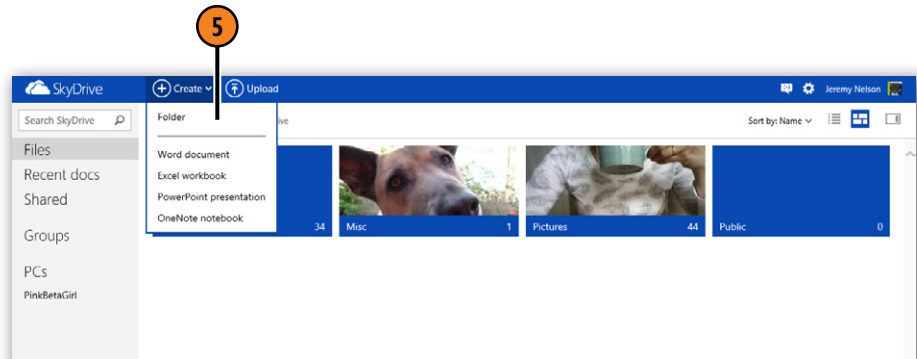 5
SkyDrive Create Upload Jeremy Nelson
Search SkyDrive Folder ive Sort by: Name
Files
Recent docs
Shared
Groups
PCs
PinkBetaGirl
Word document
Excel workbook
PowerPoint presentation
OneNote notebook
34 Misc 1 Pictures 44 Public 0